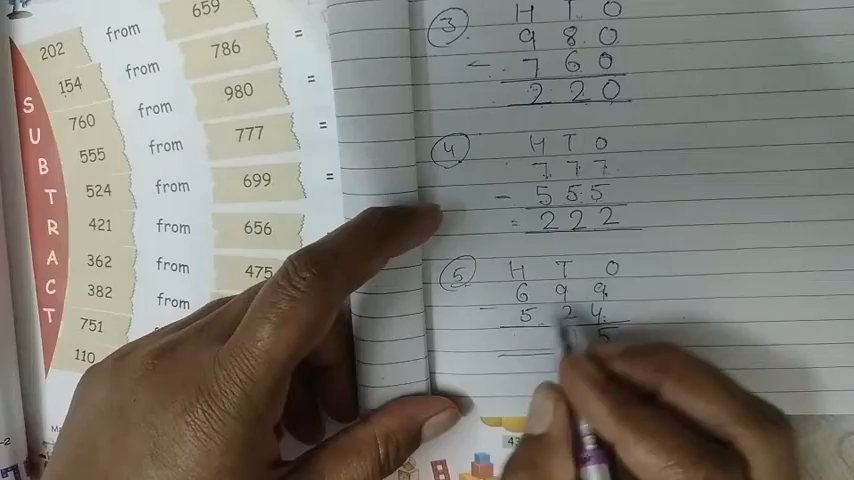 SUBTRACT
202 from 659 =
154 from 786 =
760 from 980 =
555 from 777 =
524 from 699 =
421 from 656
362 from 475
382 from
751
110
3
H T O
9 8 0
- 7 6 0
2 2 0
4
H T O
7 7 7
- 5 5 5
= 2 2 2
5
H T O
6 9 9
- 5 2 4
5
43